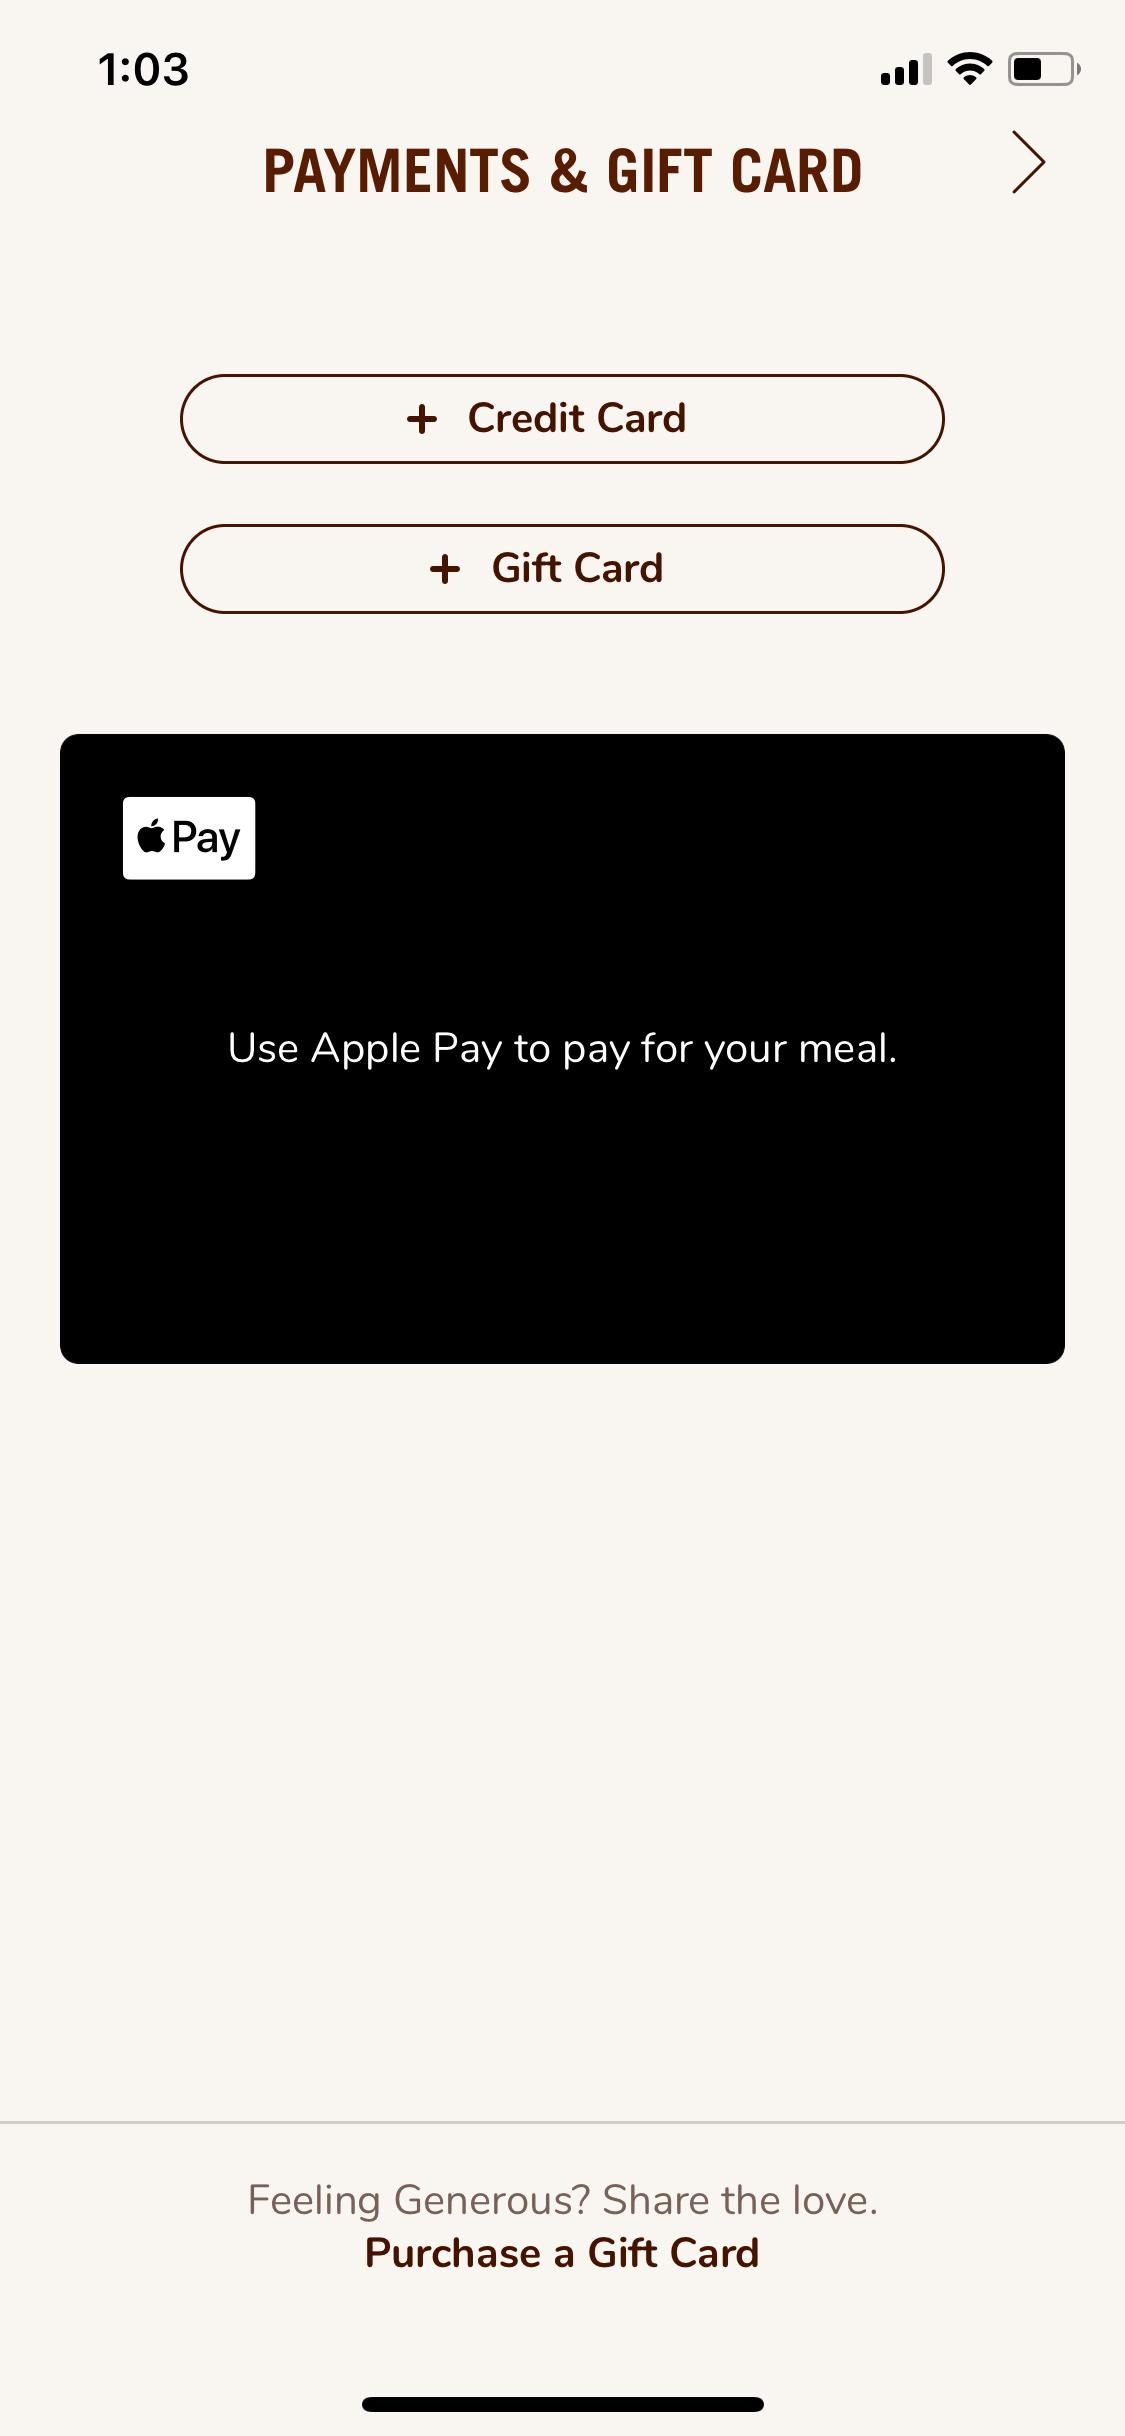 1:03
PAYMENTS & GIFT CARD
+ Credit Card
+ Gift Card
Pay
Use Apple Pay to pay for your meal.
Feeling Generous? Share the love.
Purchase a Gift Card